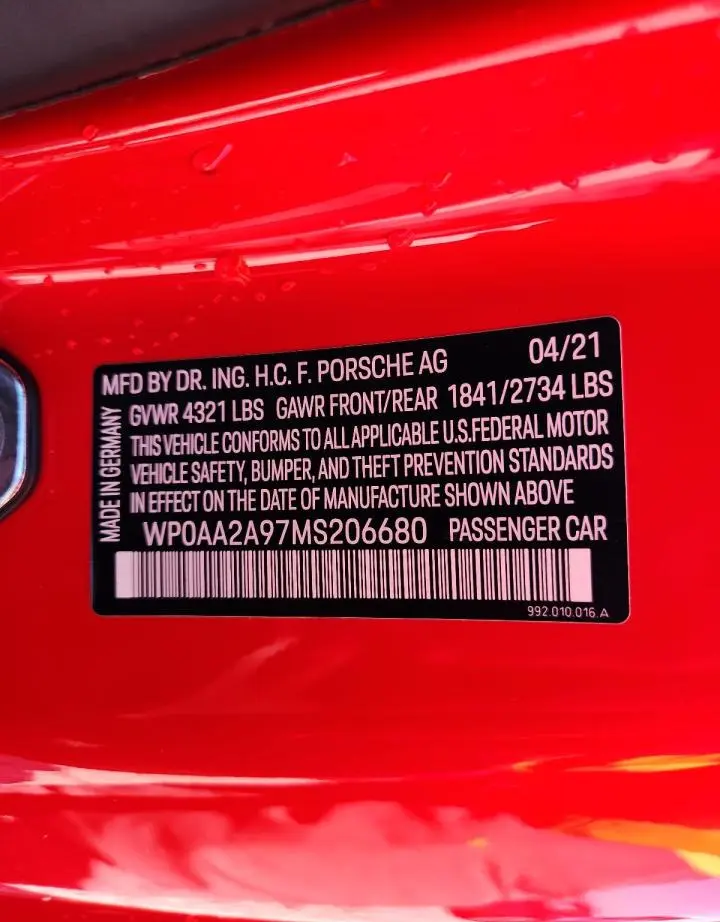 MFD BY DR. ING. H.C. F. PORSCHE AG 04/21
GVWR 4321 LBS GAWR FRONT/REAR 1841/2734 LBS
THIS VEHICLE CONFORMS TO ALL APPLICABLE U.S.FEDERAL MOTOR
VEHICLE SAFETY, BUMPER, AND THEFT PREVENTION STANDARDS
IN EFFECT ON THE DATE OF MANUFACTURE SHOWN ABOVE
WP0AA2A97MS206680 PASSENGER CAR
992.010.016.A
MADE IN GERMANY